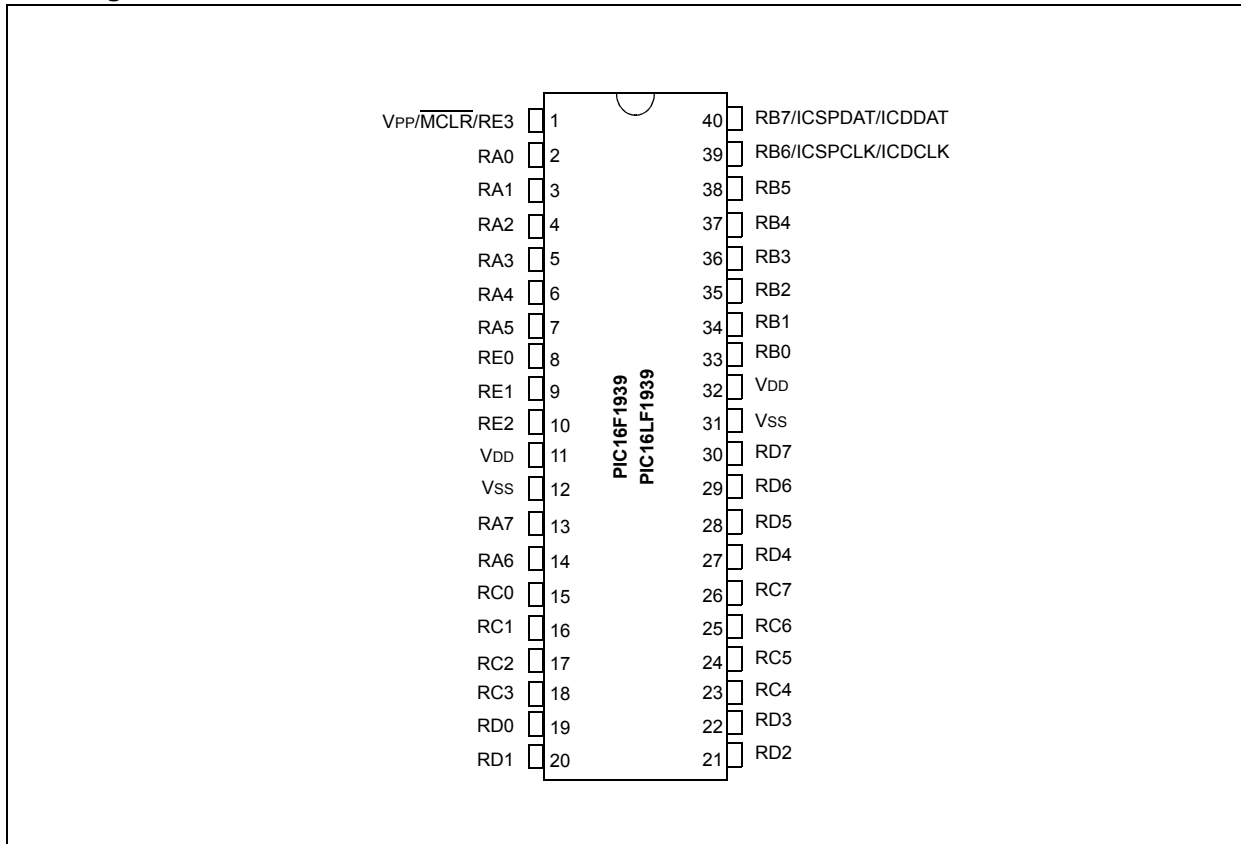 VPP/MCLR/RE3 1 40 RB7/ICSPDAT/ICDDAT
RA0 2 39 RB6/ICSPCLK/ICDCLK
RA1 3 38 RB5
RA2 4 37 RB4
RA3 5 36 RB3
RA4 6 35 RB2
RA5 7 34 RB1
RE0 8 33 RB0
RE1 9 32 VDD
RE2 10 31 VSS
VDD 11 30 RD7
VSS 12 29 RD6
RA7 13 28 RD5
RA6 14 27 RD4
RC0 15 26 RC7
RC1 16 25 RC6
RC2 17 24 RC5
RC3 18 23 RC4
RD0 19 22 RD3
RD1 20 21 RD2
PIC16F1939
PIC16LF1939